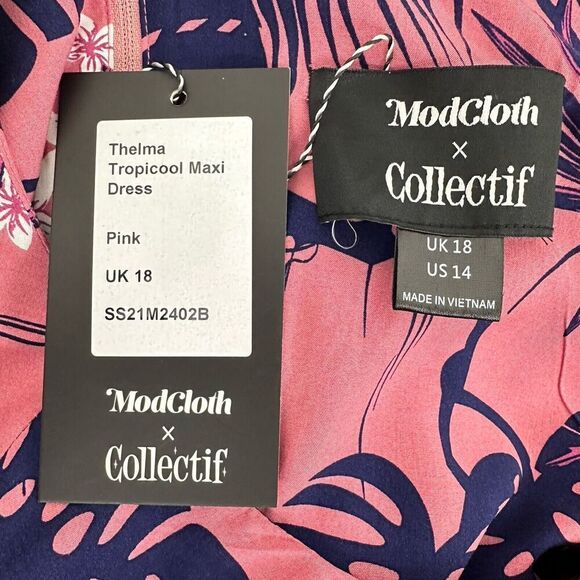 Thelma
Tropicool Maxi
Dress
Pink
UK 18
SS21M2402B
ModCloth
x
Collectif
ModCloth
x
Collectif
UK 18
US 14
MADE IN VIETNAM